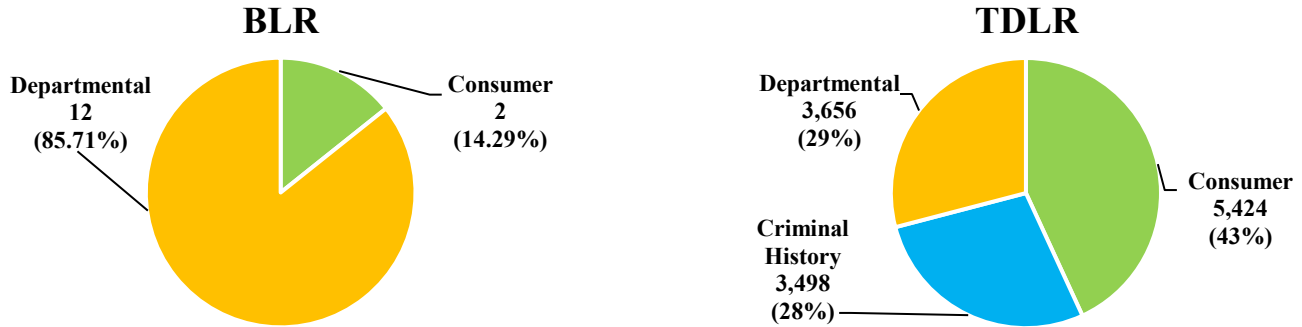 BLR
Departmental
12
(85.71%)
Consumer
2
(14.29%)
TDLR
Departmental
3,656
(29%)
Consumer
5,424
(43%)
Criminal
History
3,498
(28%)